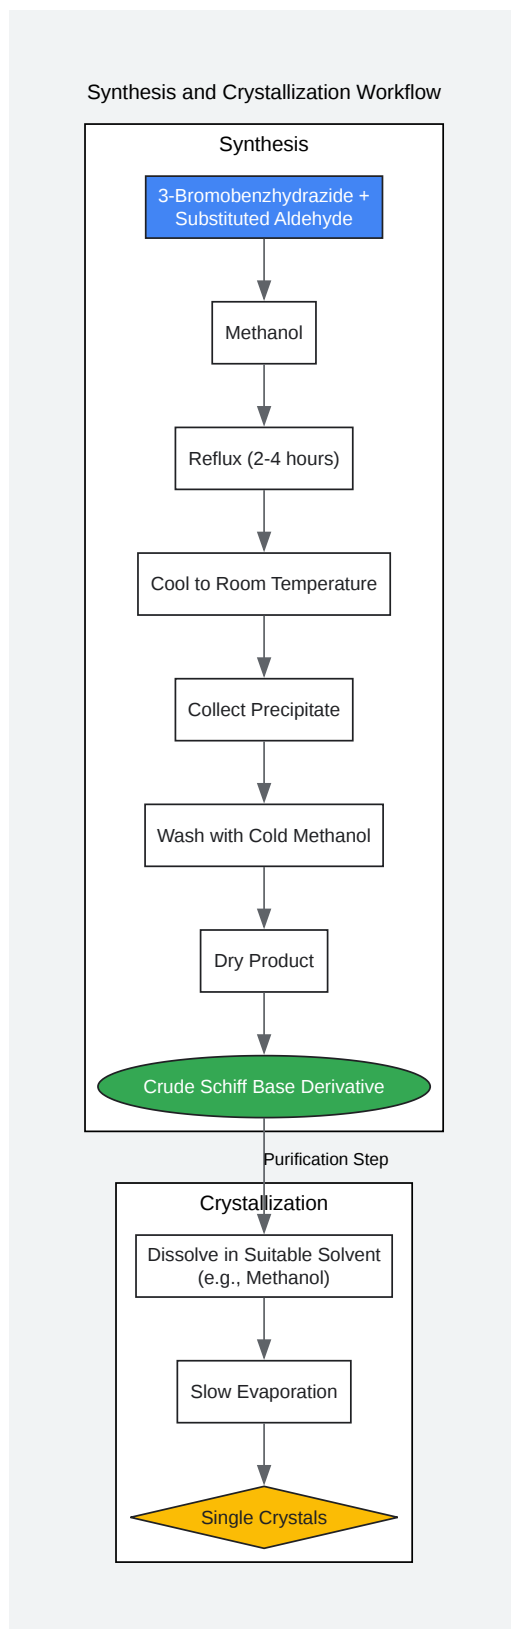 Synthesis and Crystallization Workflow
Synthesis
3-Bromobenzhydrazide +
Substituted Aldehyde
Methanol
Reflux (2-4 hours)
Cool to Room Temperature
Collect Precipitate
Wash with Cold Methanol
Dry Product
Crude Schiff Base Derivative
Purification Step
Crystallization
Dissolve in Suitable Solvent
(e.g., Methanol)
Slow Evaporation
Single Crystals